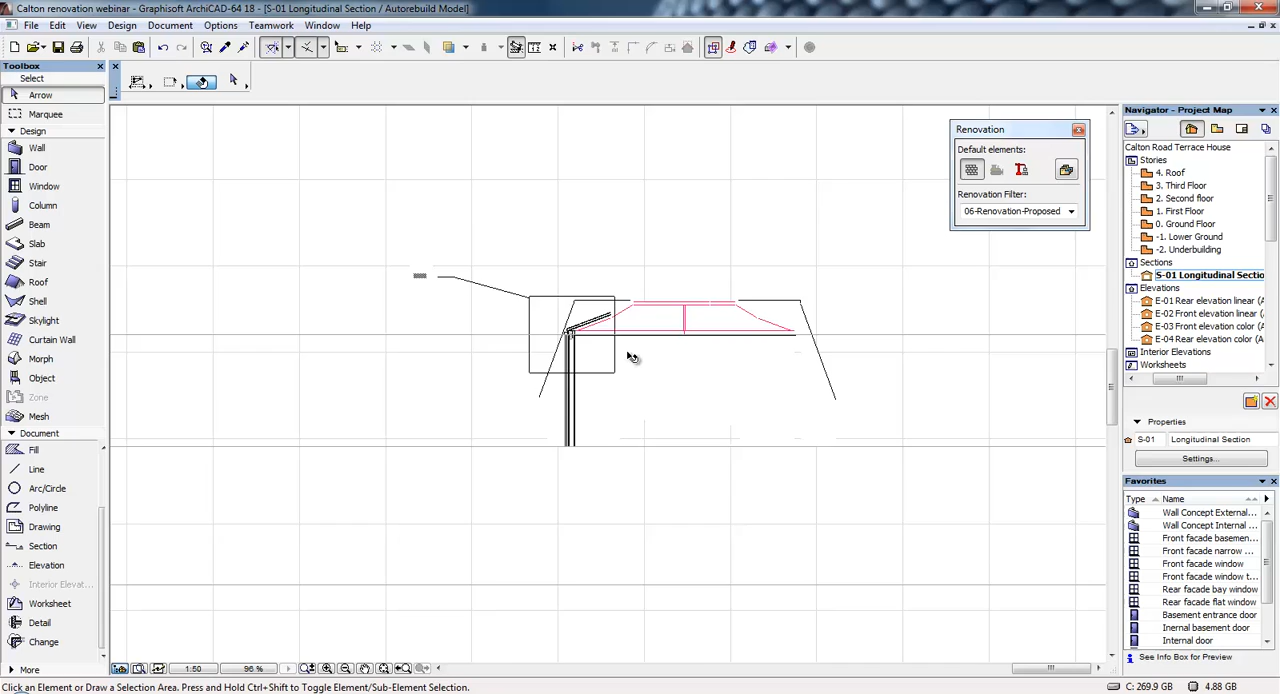 Calton renovation webinar - Graphisoft ArchiCAD-64 18 - [S-01 Longitudinal Section / Autorebuild Model]
File Edit View Design Document Options Teamwork Window Help
Toolbox
Select
Arrow
Marquee
Design
Wall
Door
Window
Column
Beam
Slab
Stair
Roof
Shell
Skylight
Curtain Wall
Morph
Object
Zone
Mesh
Document
Fill
Line
Arc/Circle
Polyline
Drawing
Section
Elevation
Interior Elevat...
Worksheet
Detail
Change
More
Renovation
Default elements:
Renovation Filter:
06-Renovation-Proposed
Navigator - Project Map
Calton Road Terrace House
Stories
4. Roof
3. Third Floor
2. Second floor
1. First Floor
0. Ground Floor
-1. Lower Ground
-2. Underbuilding
Sections
S-01 Longitudinal Sectio
Elevations
E-01 Rear elevation linear (
E-02 Front elevation linear (
E-03 Front elevation color (
E-04 Rear elevation color (
Interior Elevations
Worksheets
Properties
S-01 Longitudinal Section
Settings...
Favorites
Type Name
Wall Concept External...
Wall Concept Internal ...
Front facade basemen...
Front facade narrow ...
Front facade window
Front facade window t...
Rear facade bay window
Rear facade flat window
Basement entrance door
Inernal basement door
Internal door
See Info Box for Preview
1:50 96 %
Click an Element or Draw a Selection Area. Press and Hold Ctrl+Shift to Toggle Element/Sub-Element Selection.
C: 269.9 GB 4.88 GB